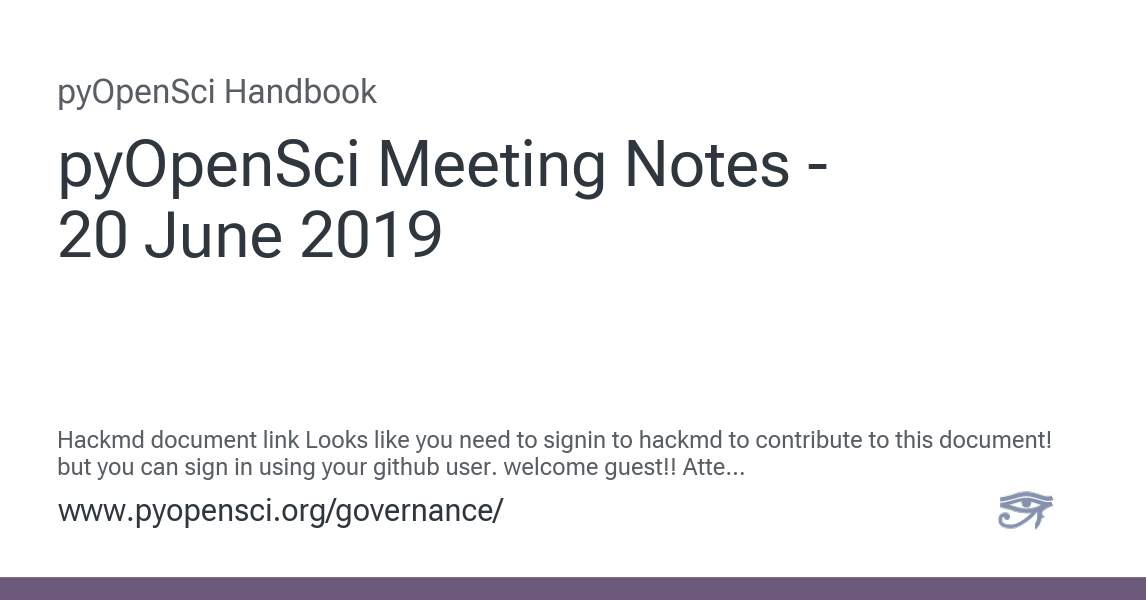 pyOpenSci Handbook
pyOpenSci Meeting Notes -
20 June 2019
Hackmd document link Looks like you need to signin to hackmd to contribute to this document!
but you can sign in using your github user. welcome guest!! Atte...
www.pyopensci.org/governance/